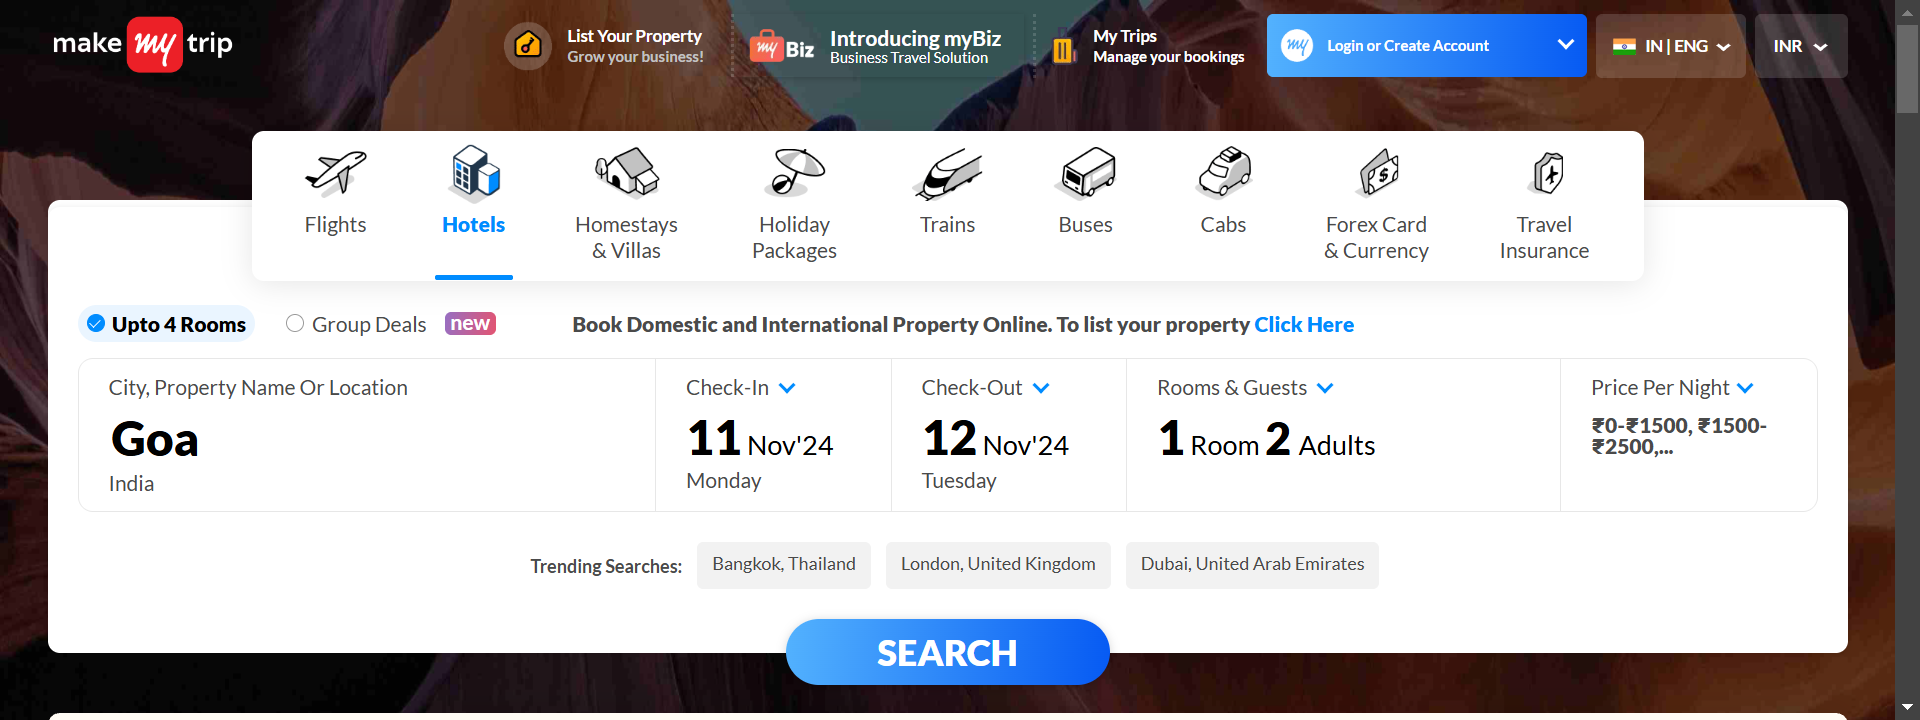 make my trip
List Your Property
Grow your business!
my Biz
Introducing myBiz
Business Travel Solution
My Trips
Manage your bookings
my
Login or Create Account
IN | ENG
INR
Flights
Hotels
Homestays
& Villas
Holiday
Packages
Trains
Buses
Cabs
Forex Card
& Currency
Travel
Insurance
Upto 4 Rooms
Group Deals
new
Book Domestic and International Property Online. To list your property Click Here
City, Property Name Or Location
Goa
India
Check-In
11 Nov'24
Monday
Check-Out
12 Nov'24
Tuesday
Rooms & Guests
1 Room 2 Adults
Price Per Night
₹0-₹1500, ₹1500-
₹2500,...
Trending Searches:
Bangkok, Thailand
London, United Kingdom
Dubai, United Arab Emirates
SEARCH